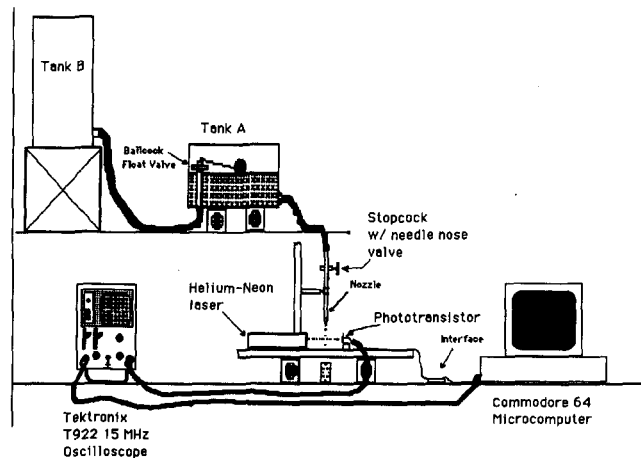 Tank B
Tank A
Ballcock
Float Valve
Stopcock
w/ needle nose
valve
Helium-Neon
laser
Nozzle
Phototransistor
Interface
Tektronix
T922 15 MHz
Oscilloscope
Commodore 64
Microcomputer